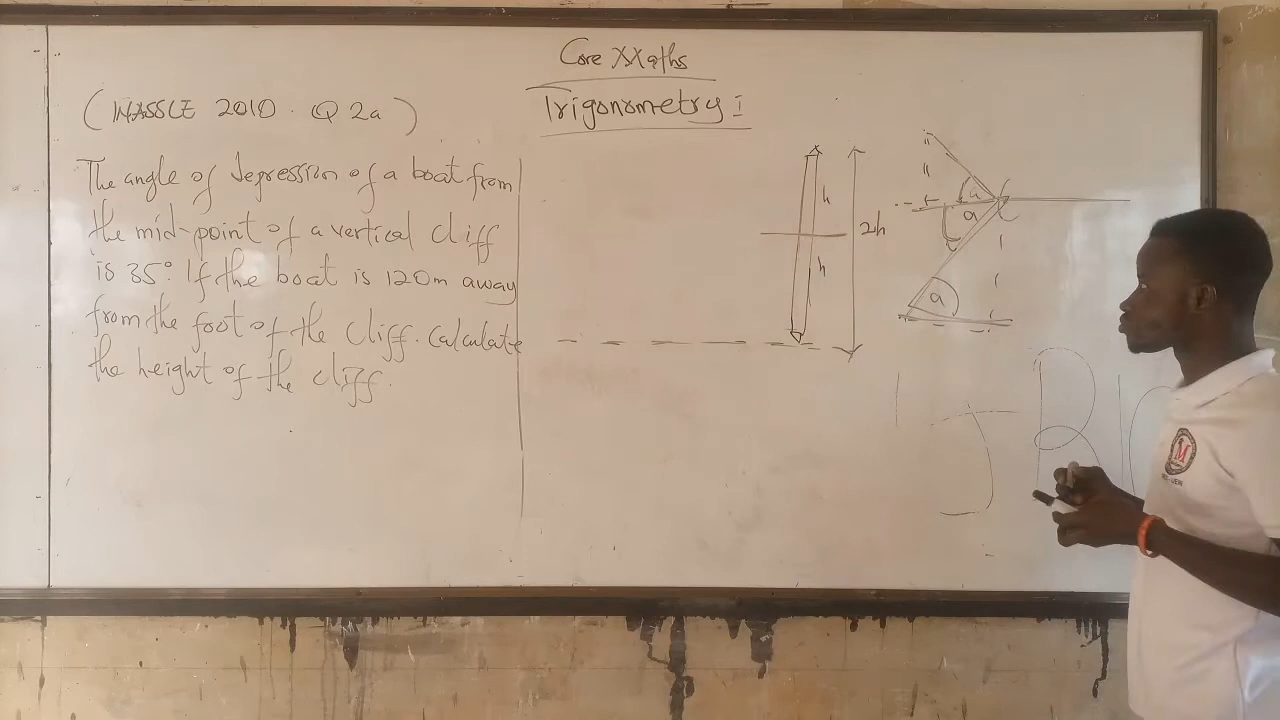 Core Maths
Trigonometry I
(WASSCE 2010. Q 2a)
The angle of depression of a boat from
the mid-point of a vertical cliff
is 35°. If the boat is 120m away
from the foot of the cliff. Calculate
the height of the cliff.
h
h
2h
a
a
a
M